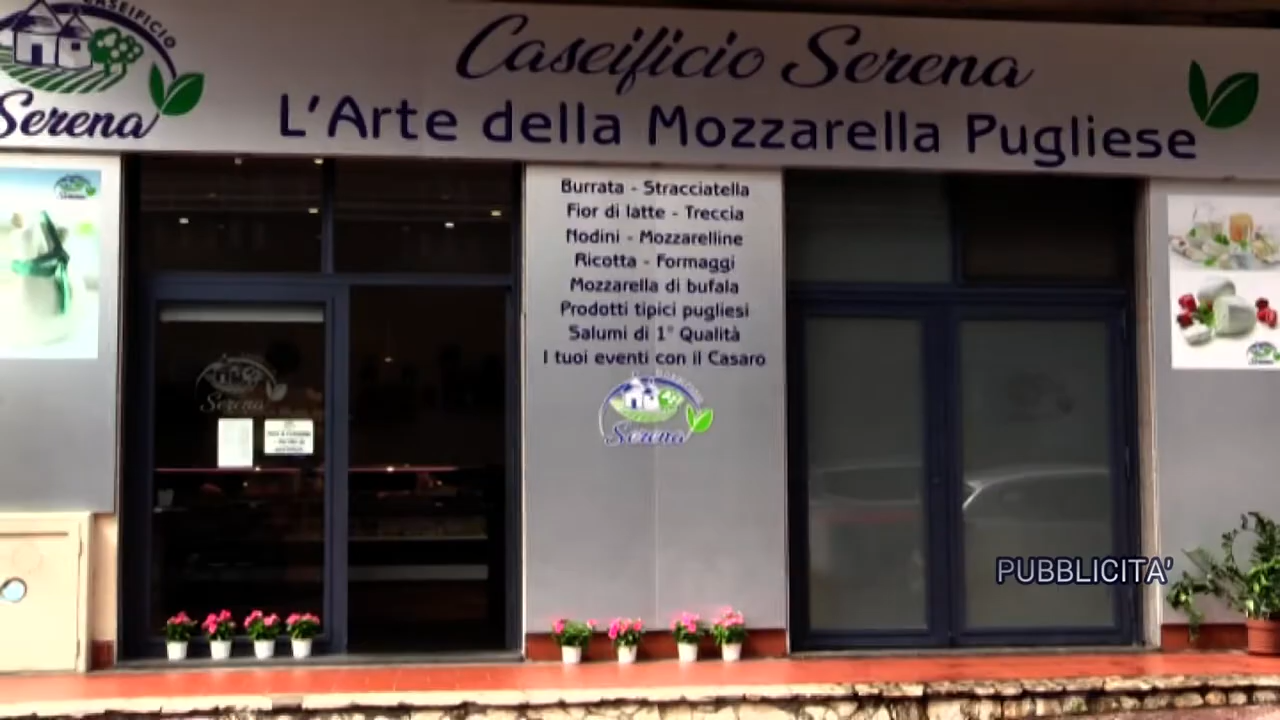 CASEIFICIO
Serena
Caseificio Serena
L'Arte della Mozzarella Pugliese
Burrata - Stracciatella
Fior di latte - Treccia
Nodini - Mozzarelline
Ricotta - Formaggi
Mozzarella di bufala
Prodotti tipici pugliesi
Salumi di 1° Qualità
I tuoi eventi con il Casaro
Serena
Serena
PUBBLICITA'